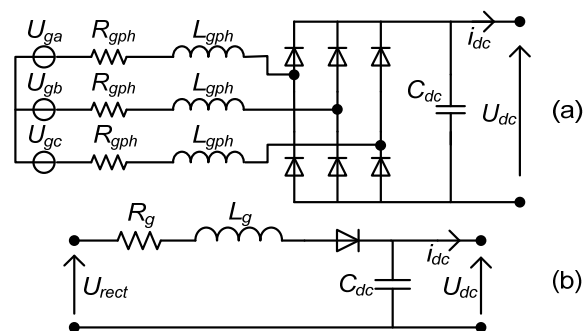 U_ga R_gph L_gph
U_gb R_gph L_gph
U_gc R_gph L_gph
i_dc
C_dc
U_dc
(a)
R_g L_g
i_dc
U_rect
C_dc
U_dc
(b)